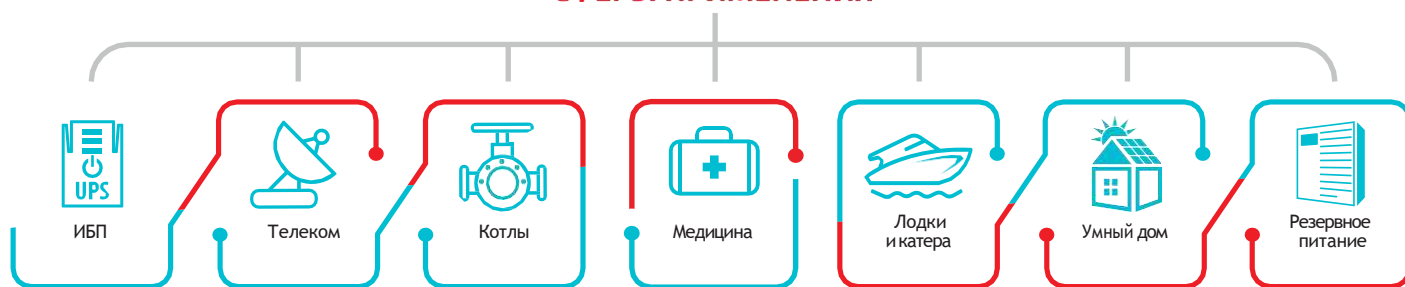 UPS
ИБП
Телеком
Котлы
Медицина
Лодки
и катера
Умный дом
Резервное
питание